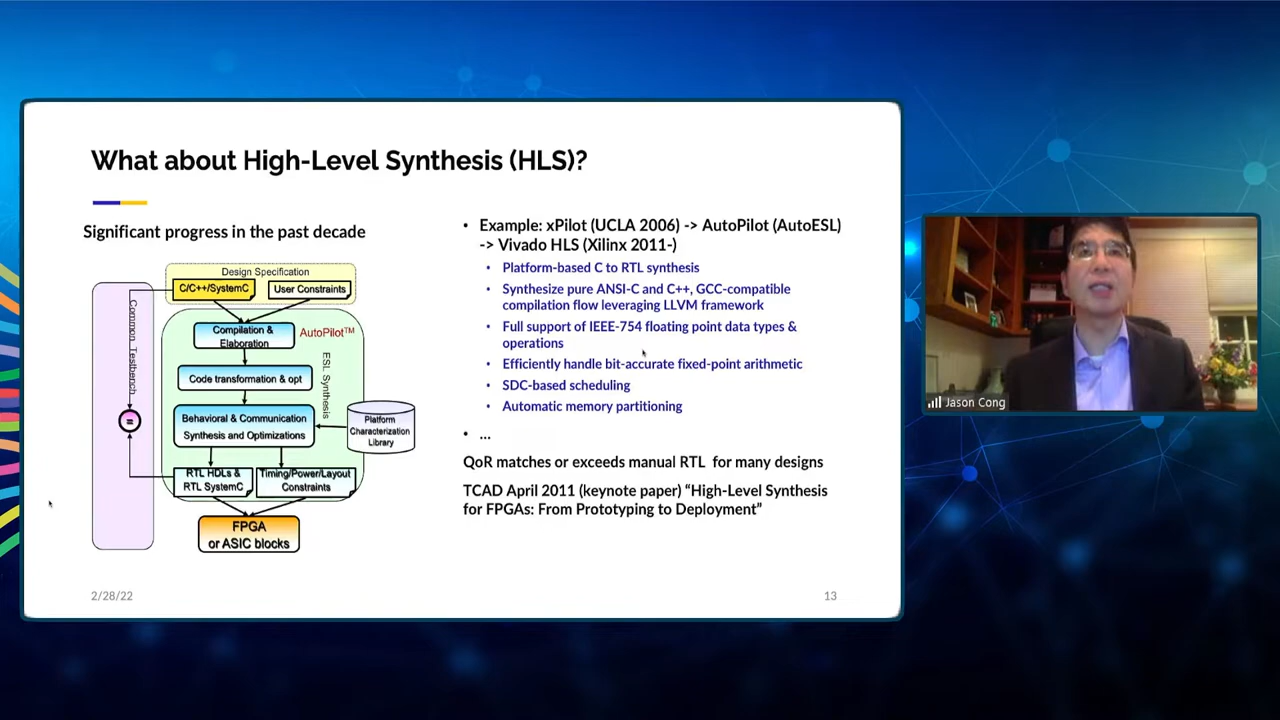 What about High-Level Synthesis (HLS)?
Significant progress in the past decade
Design Specification
C/C++/SystemC
User Constraints
Common Testbench
Compilation &
Elaboration
AutoPilot™
ESL Synthesis
Code transformation & opt
Behavioral & Communication
Synthesis and Optimizations
Platform
Characterization
Library
=
RTL HDLs &
RTL SystemC
Timing/Power/Layout
Constraints
FPGA
or ASIC blocks
• Example: xPilot (UCLA 2006) -> AutoPilot (AutoESL)
-> Vivado HLS (Xilinx 2011-)
• Platform-based C to RTL synthesis
• Synthesize pure ANSI-C and C++, GCC-compatible
compilation flow leveraging LLVM framework
• Full support of IEEE-754 floating point data types &
operations
• Efficiently handle bit-accurate fixed-point arithmetic
• SDC-based scheduling
• Automatic memory partitioning
• ...
QoR matches or exceeds manual RTL for many designs
TCAD April 2011 (keynote paper) “High-Level Synthesis
for FPGAs: From Prototyping to Deployment”
2/28/22
13
Jason Cong